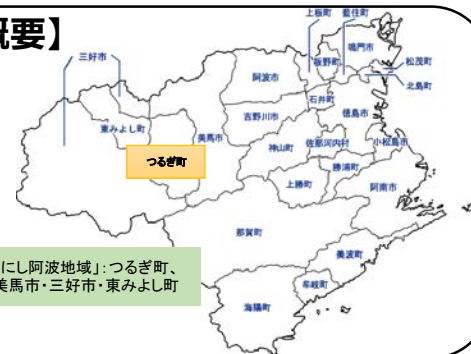 概要】
上板町
藍住町
三好市
鳴門市
板野町
松茂町
阿波市
北島町
石井町
吉野川市
徳島市
東みよし町
美馬市
神山町
佐那河内村
小松島市
つるぎ町
勝浦町
上勝町
阿南市
那賀町
にし阿波地域」：つるぎ町、
美馬市・三好市・東みよし町
美波町
牟岐町
海陽町